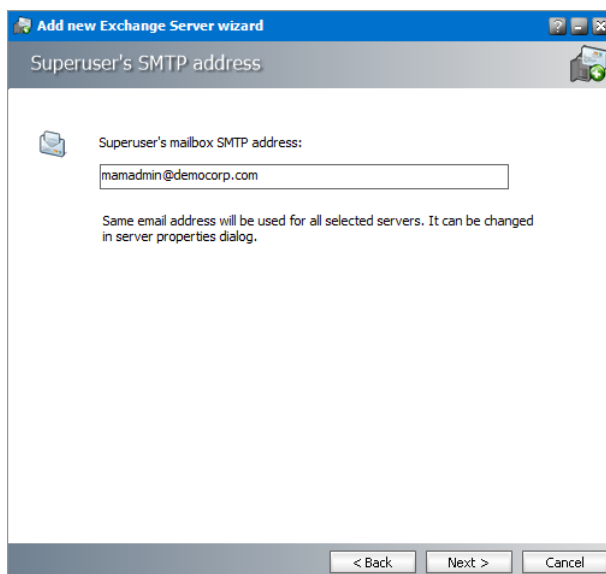 Add new Exchange Server wizard
Superuser's SMTP address
Superuser's mailbox SMTP address:
mamadmin@democorp.com
Same email address will be used for all selected servers. It can be changed
in server properties dialog.
< Back Next > Cancel